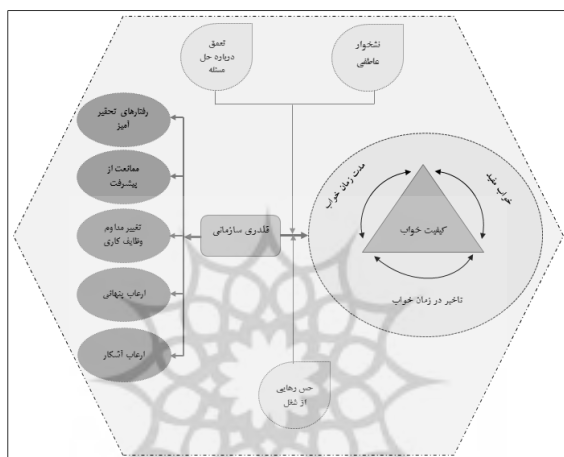 نشخوار
عاطفی
تعمق
درباره حل
مسئله
رفتارهای تحقیر
آمیز
ممانعت از
پیشرفت
تغییر مداوم
وظایف کاری
ارعاب پنهانی
ارعاب آشکار
قلدری سازمانی
خواب مفید
مدت زمان خواب
کیفیت خواب
تاخیر در زمان خواب
حس رهایی
از شغل